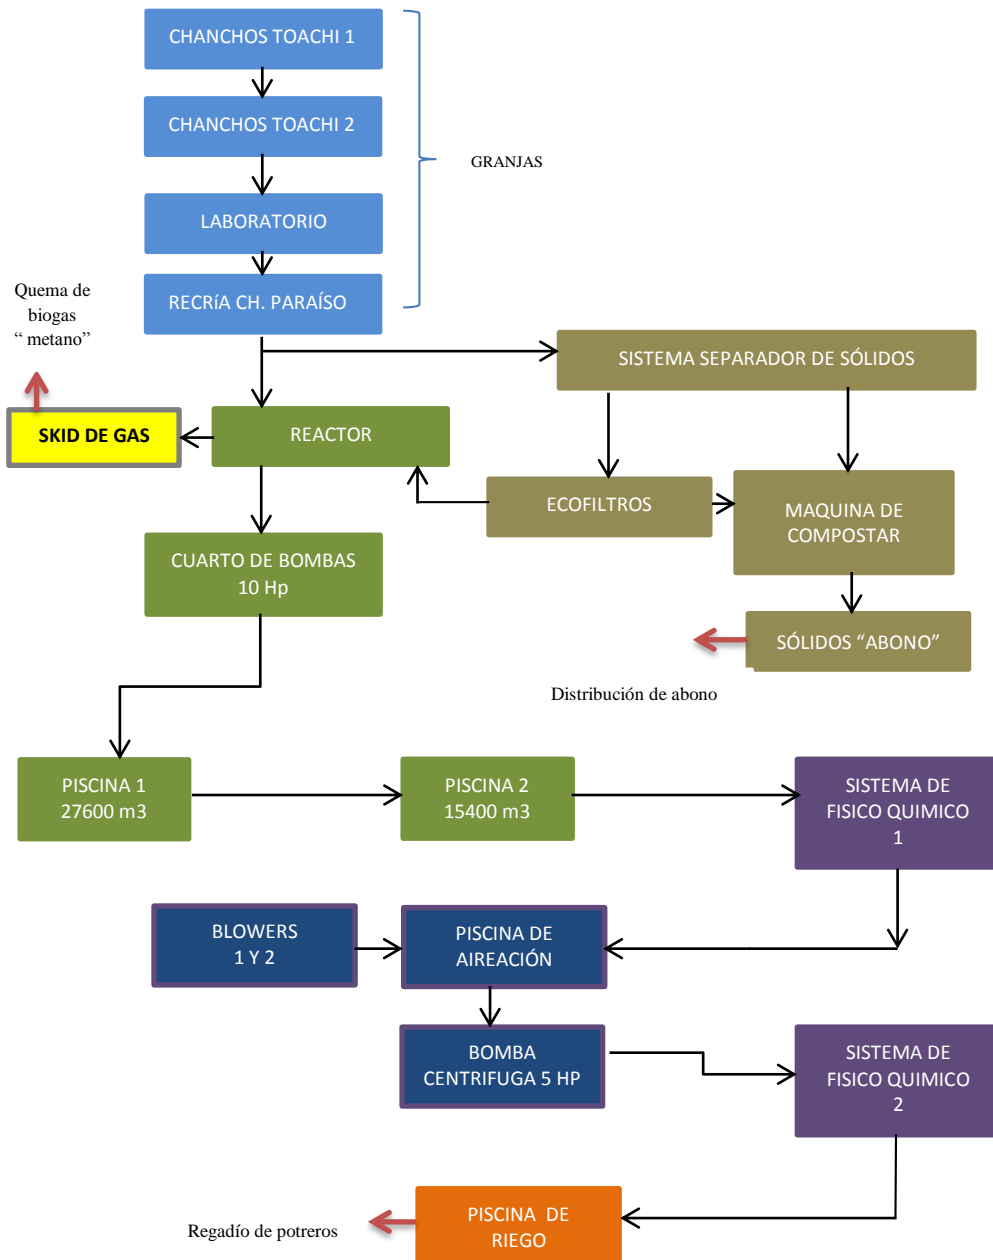 CHANCHOS TOACHI 1
CHANCHOS TOACHI 2
GRANJAS
LABORATORIO
RECRíA CH. PARAÍSO
Quema de
biogas
“ metano”
SISTEMA SEPARADOR DE SÓLIDOS
SKID DE GAS
REACTOR
ECOFILTROS
MAQUINA DE
COMPOSTAR
CUARTO DE BOMBAS
10 Hp
SÓLIDOS “ABONO”
Distribución de abono
PISCINA 1
27600 m3
PISCINA 2
15400 m3
SISTEMA DE
FISICO QUIMICO
1
BLOWERS
1 Y 2
PISCINA DE
AIREACIÓN
BOMBA
CENTRIFUGA 5 HP
SISTEMA DE
FISICO QUIMICO
2
Regadío de potreros
PISCINA DE
RIEGO